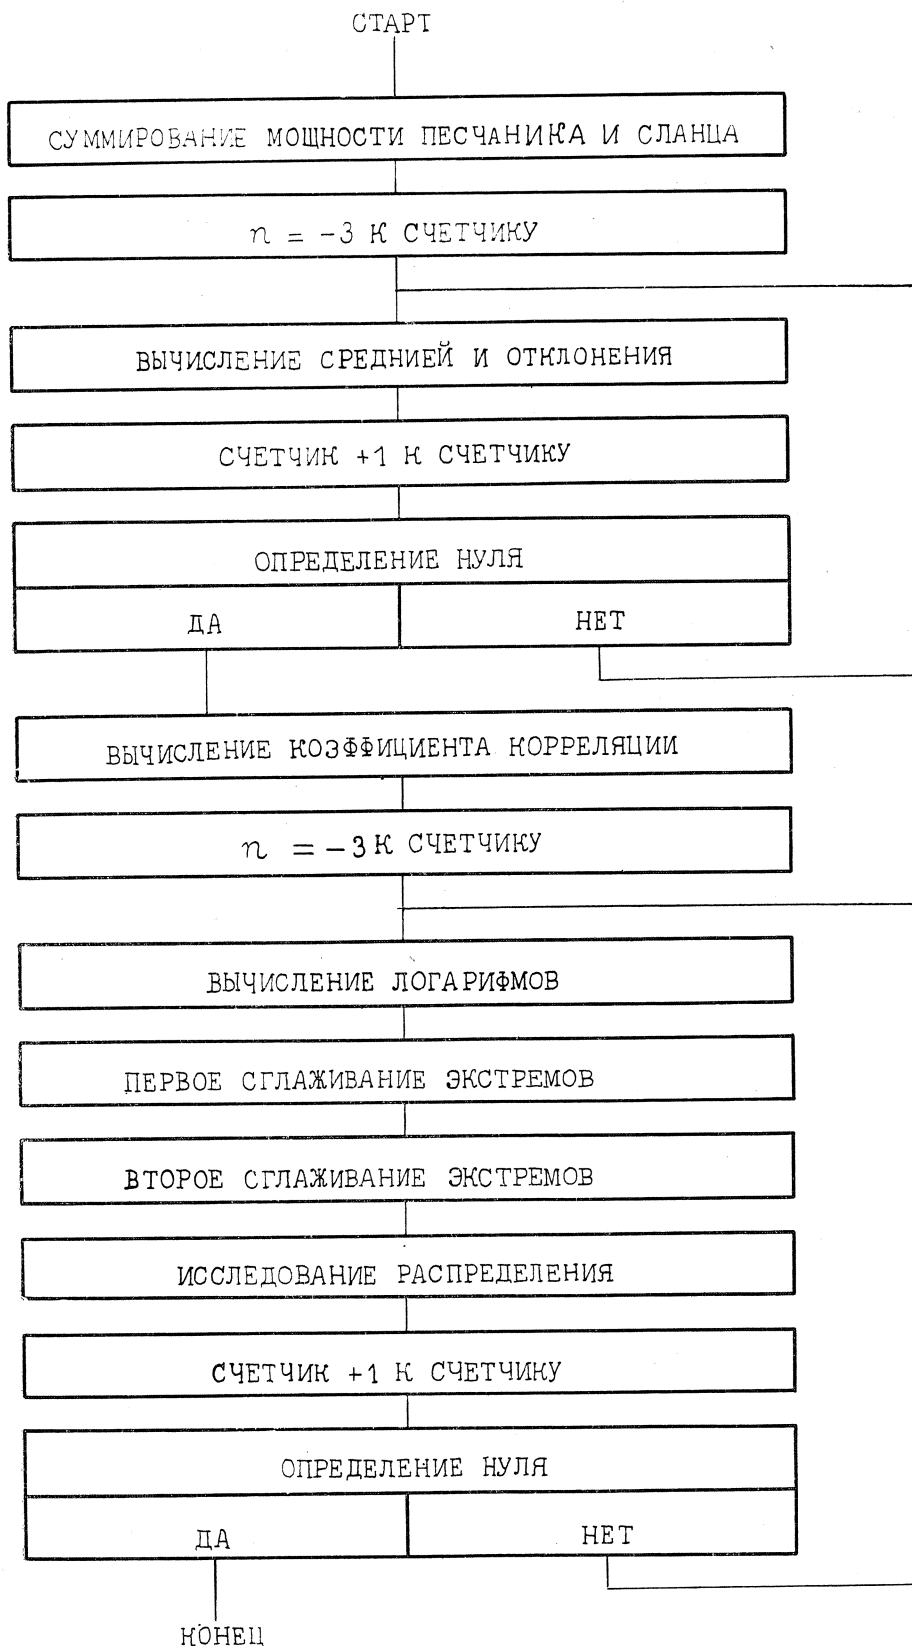 СТАРТ
СУММИРОВАНИЕ МОЩНОСТИ ПЕСЧАНИКА И СЛАНЦА
n = -3 К СЧЕТЧИКУ
ВЫЧИСЛЕНИЕ СРЕДНИЕЙ И ОТКЛОНЕНИЯ
СЧЕТЧИК +1 К СЧЕТЧИКУ
ОПРЕДЕЛЕНИЕ НУЛЯ
ДА
НЕТ
ВЫЧИСЛЕНИЕ КОЗФФИЦИЕНТА КОРРЕЛЯЦИИ
n = -3 К СЧЕТЧИКУ
ВЫЧИСЛЕНИЕ ЛОГАРИФМОВ
ПЕРВОЕ СГЛАЖИВАНИЕ ЭКСТРЕМОВ
ВТОРОЕ СГЛАЖИВАНИЕ ЭКСТРЕМОВ
ИССЛЕДОВАНИЕ РАСПРЕДЕЛЕНИЯ
СЧЕТЧИК +1 К СЧЕТЧИКУ
ОПРЕДЕЛЕНИЕ НУЛЯ
ДА
НЕТ
КОНЕЦ